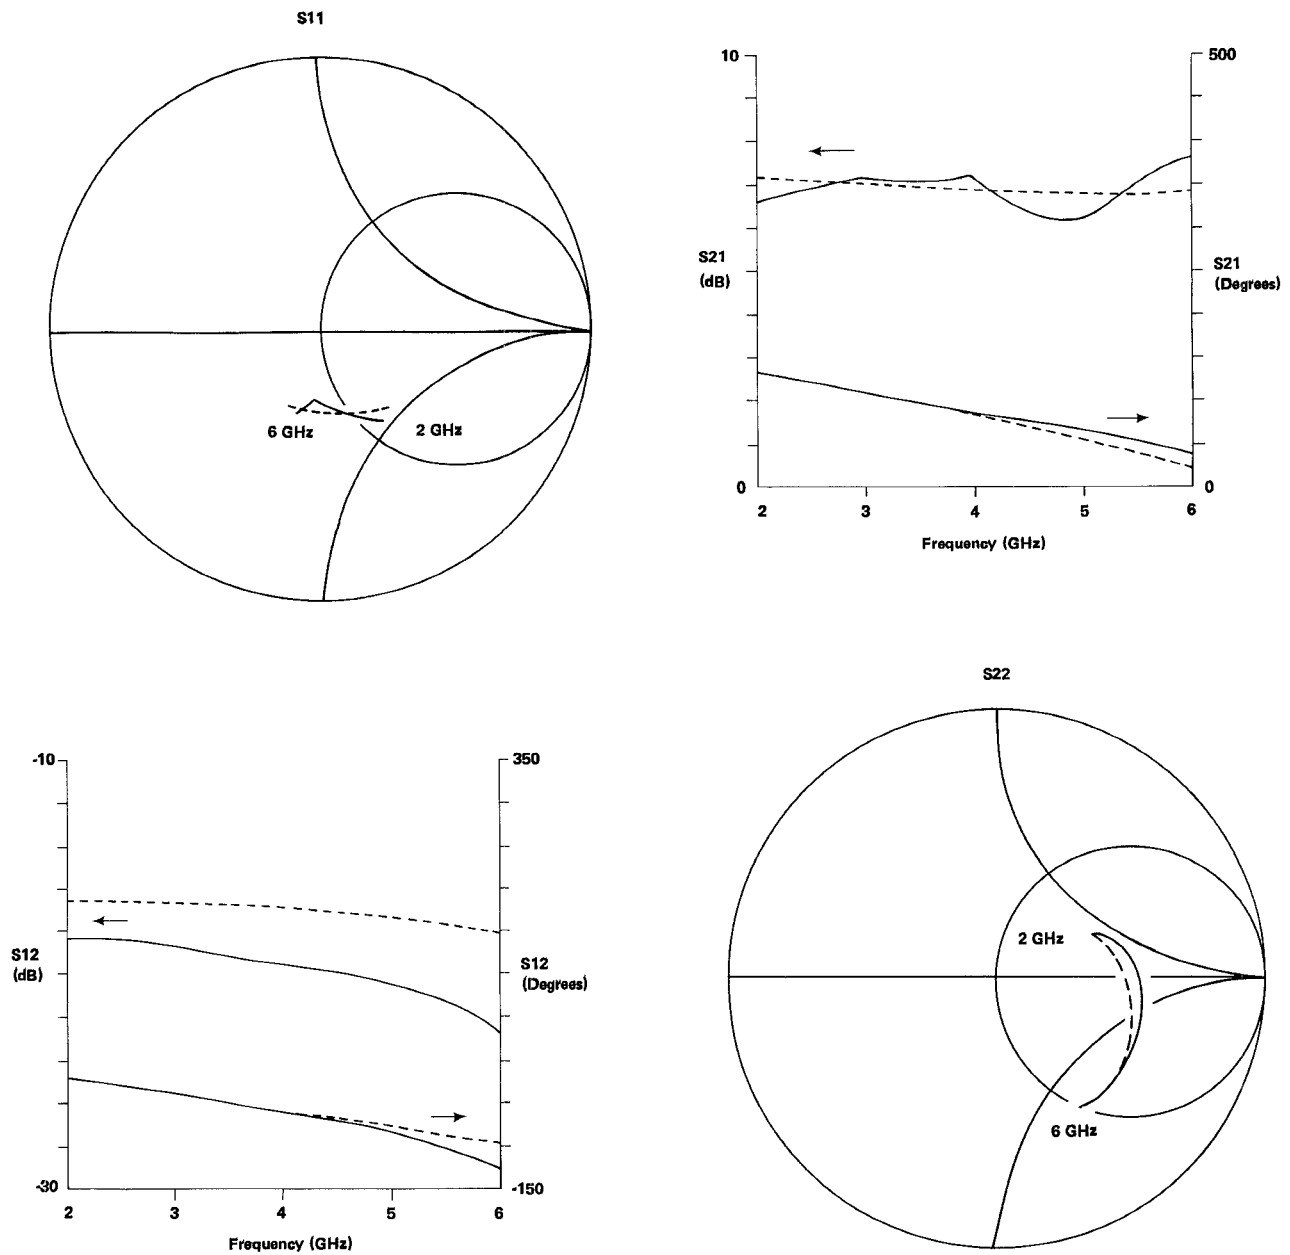 S11
6 GHz
2 GHz
10
500
S21
(dB)
S21
(Degrees)
0
0
2
3
4
5
6
Frequency (GHz)
-10
350
S12
(dB)
S12
(Degrees)
-30
-150
2
3
4
5
6
Frequency (GHz)
S22
2 GHz
6 GHz